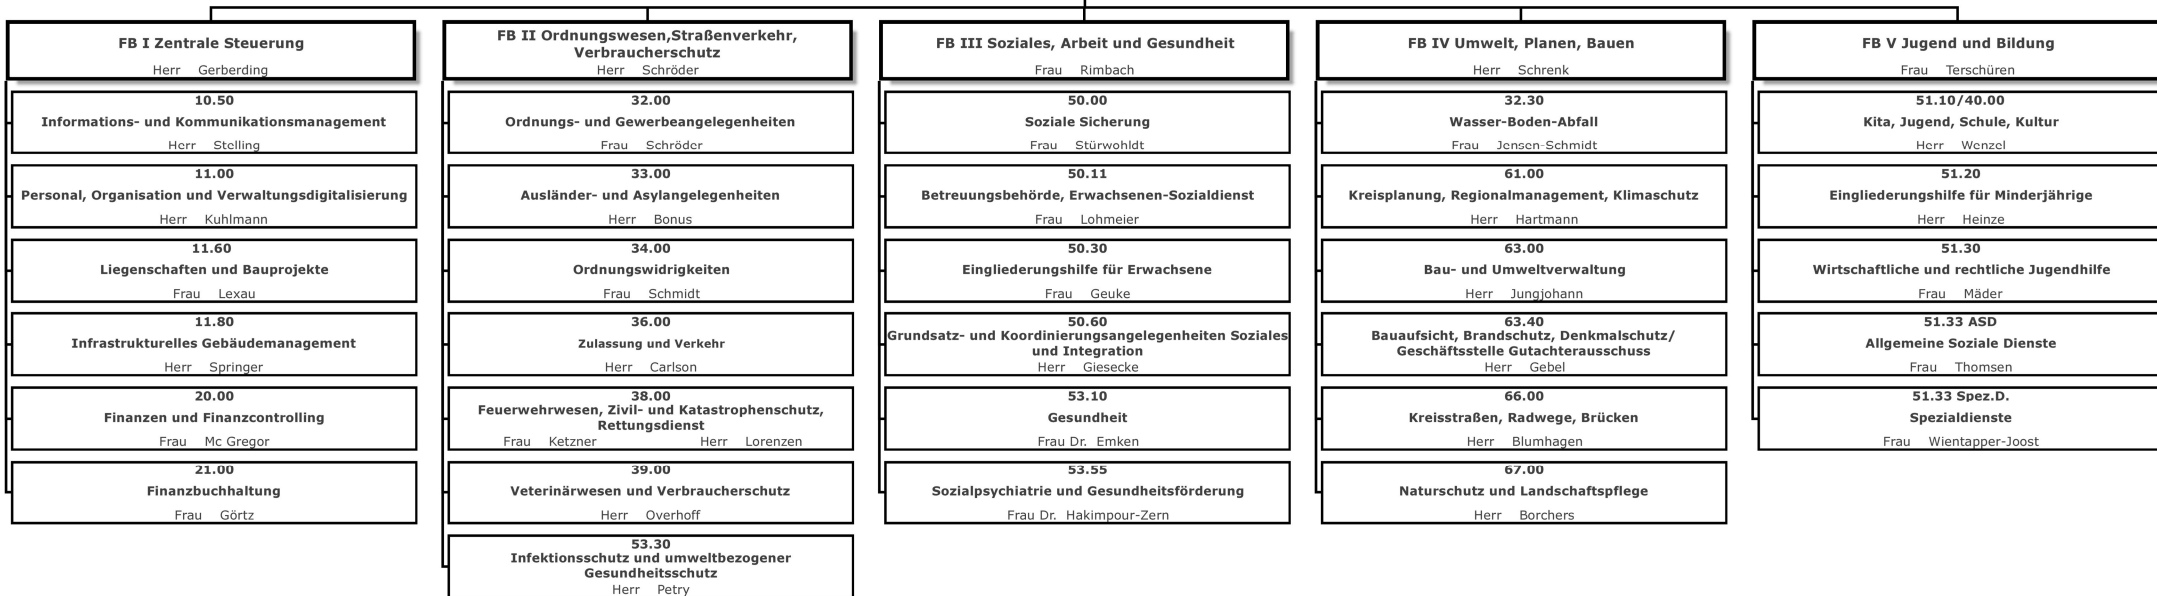 FB I Zentrale Steuerung
Herr Gerberding
10.50
Informations- und Kommunikationsmanagement
Herr Stelling
11.00
Personal, Organisation und Verwaltungsdigitalisierung
Herr Kuhlmann
11.60
Liegenschaften und Bauprojekte
Frau Lexau
11.80
Infrastrukturelles Gebäudemanagement
Herr Springer
20.00
Finanzen und Finanzcontrolling
Frau Mc Gregor
21.00
Finanzbuchhaltung
Frau Görtz
FB II Ordnungswesen,Straßenverkehr,
Verbraucherschutz
Herr Schröder
32.00
Ordnungs- und Gewerbeangelegenheiten
Frau Schröder
33.00
Ausländer- und Asylangelegenheiten
Herr Bonus
34.00
Ordnungswidrigkeiten
Frau Schmidt
36.00
Zulassung und Verkehr
Herr Carlson
38.00
Feuerwehrwesen, Zivil- und Katastrophenschutz,
Rettungsdienst
Frau Ketzner Herr Lorenzen
39.00
Veterinärwesen und Verbraucherschutz
Herr Overhoff
53.30
Infektionsschutz und umweltbezogener
Gesundheitsschutz
Herr Petry
FB III Soziales, Arbeit und Gesundheit
Frau Rimbach
50.00
Soziale Sicherung
Frau Stürwohldt
50.11
Betreuungsbehörde, Erwachsenen-Sozialdienst
Frau Lohmeier
50.30
Eingliederungshilfe für Erwachsene
Frau Geuke
50.60
Grundsatz- und Koordinierungsangelegenheiten Soziales
und Integration
Herr Giesecke
53.10
Gesundheit
Frau Dr. Emken
53.55
Sozialpsychiatrie und Gesundheitsförderung
Frau Dr. Hakimpour-Zern
FB IV Umwelt, Planen, Bauen
Herr Schrenk
32.30
Wasser-Boden-Abfall
Frau Jensen-Schmidt
61.00
Kreisplanung, Regionalmanagement, Klimaschutz
Herr Hartmann
63.00
Bau- und Umweltverwaltung
Herr Jungjohann
63.40
Bauaufsicht, Brandschutz, Denkmalschutz/
Geschäftsstelle Gutachterausschuss
Herr Gebel
66.00
Kreisstraßen, Radwege, Brücken
Herr Blumhagen
67.00
Naturschutz und Landschaftspflege
Herr Borchers
FB V Jugend und Bildung
Frau Terschüren
51.10/40.00
Kita, Jugend, Schule, Kultur
Herr Wenzel
51.20
Eingliederungshilfe für Minderjährige
Herr Heinze
51.30
Wirtschaftliche und rechtliche Jugendhilfe
Frau Mäder
51.33 ASD
Allgemeine Soziale Dienste
Frau Thomsen
51.33 Spez.D.
Spezialdienste
Frau Wientapper-Joost